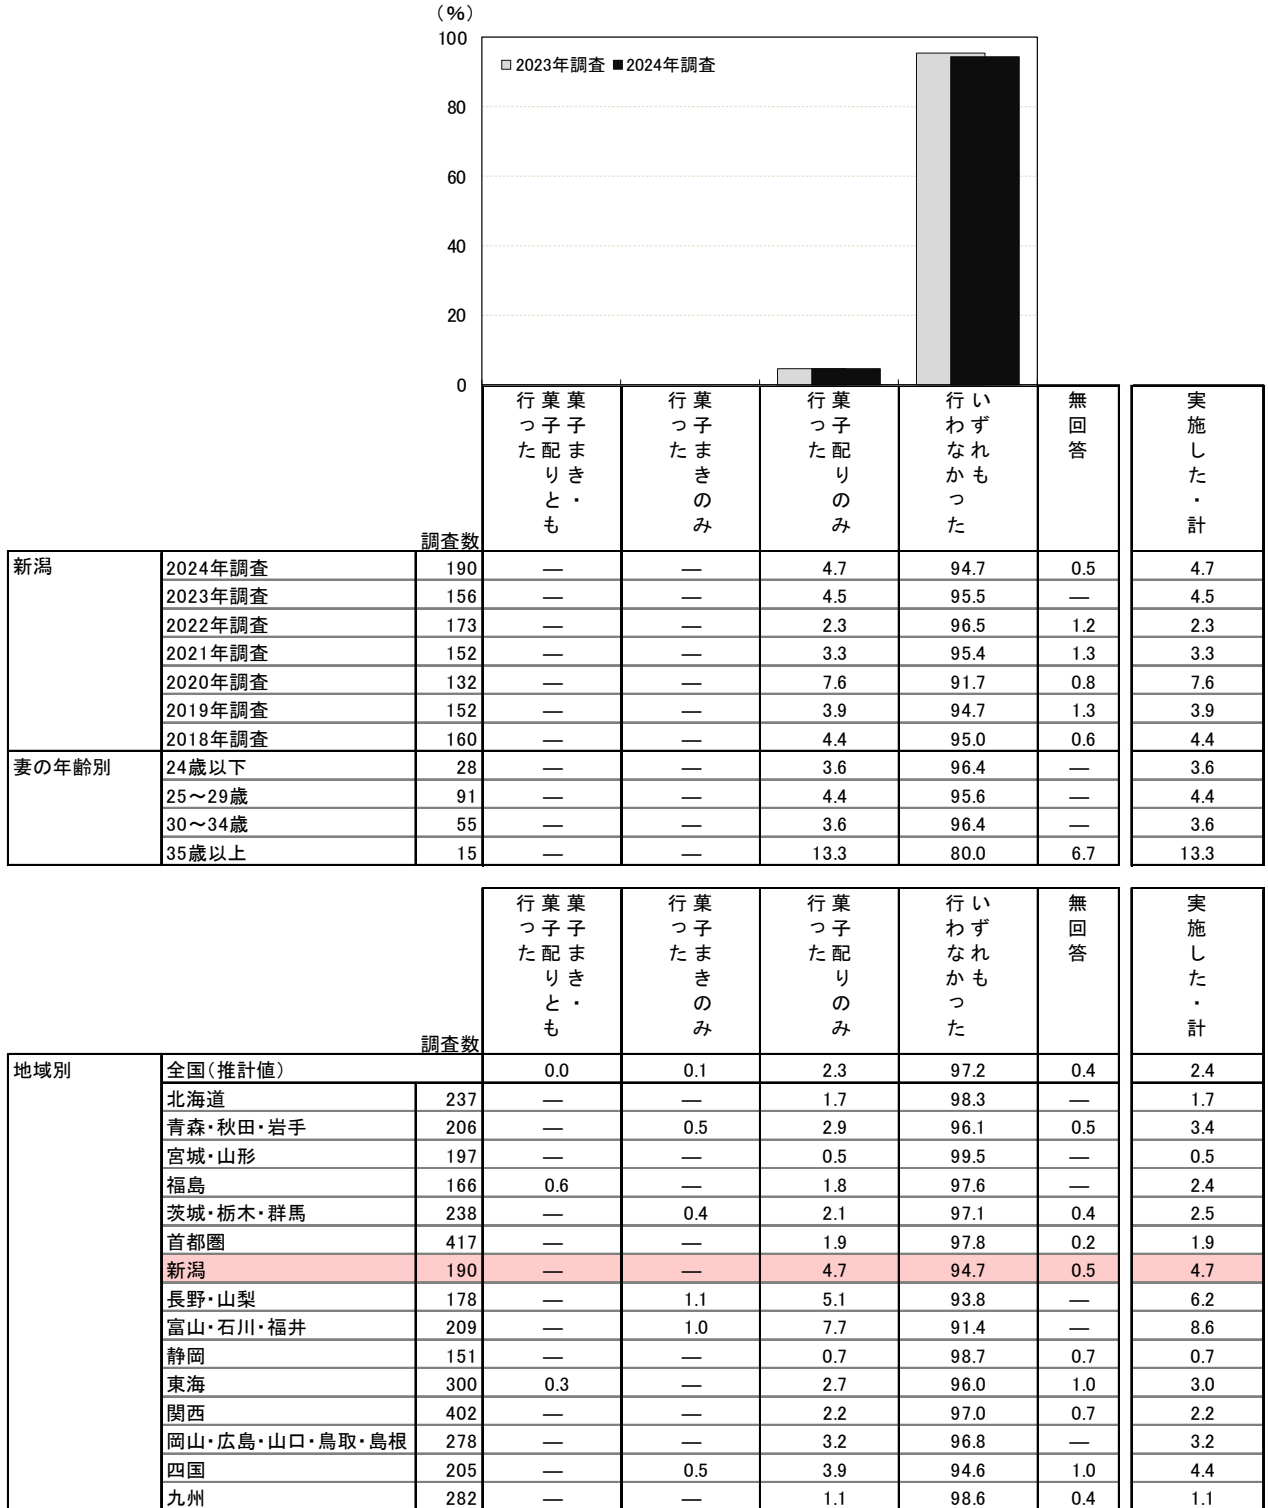 （%）
100
80
60
40
20
0
□2023年調査 ■2024年調査
菓子まき・
菓子配りとも
行った
菓子まきのみ
行った
菓子配りのみ
行った
いずれも
行わなかった
無回答
実施した・計
調査数
新潟 2024年調査 190 ― ― 4.7 94.7 0.5 4.7
2023年調査 156 ― ― 4.5 95.5 ― 4.5
2022年調査 173 ― ― 2.3 96.5 1.2 2.3
2021年調査 152 ― ― 3.3 95.4 1.3 3.3
2020年調査 132 ― ― 7.6 91.7 0.8 7.6
2019年調査 152 ― ― 3.9 94.7 1.3 3.9
2018年調査 160 ― ― 4.4 95.0 0.6 4.4
妻の年齢別 24歳以下 28 ― ― 3.6 96.4 ― 3.6
25～29歳 91 ― ― 4.4 95.6 ― 4.4
30～34歳 55 ― ― 3.6 96.4 ― 3.6
35歳以上 15 ― ― 13.3 80.0 6.7 13.3
菓子まき・
菓子配りとも
行った
菓子まきのみ
行った
菓子配りのみ
行った
いずれも
行わなかった
無回答
実施した・計
調査数
地域別 全国（推計値） 0.0 0.1 2.3 97.2 0.4 2.4
北海道 237 ― ― 1.7 98.3 ― 1.7
青森・秋田・岩手 206 ― 0.5 2.9 96.1 0.5 3.4
宮城・山形 197 ― ― 0.5 99.5 ― 0.5
福島 166 0.6 ― 1.8 97.6 ― 2.4
茨城・栃木・群馬 238 ― 0.4 2.1 97.1 0.4 2.5
首都圏 417 ― ― 1.9 97.8 0.2 1.9
新潟 190 ― ― 4.7 94.7 0.5 4.7
長野・山梨 178 ― 1.1 5.1 93.8 ― 6.2
富山・石川・福井 209 ― 1.0 7.7 91.4 ― 8.6
静岡 151 ― ― 0.7 98.7 0.7 0.7
東海 300 0.3 ― 2.7 96.0 1.0 3.0
関西 402 ― ― 2.2 97.0 0.7 2.2
岡山・広島・山口・鳥取・島根 278 ― ― 3.2 96.8 ― 3.2
四国 205 ― 0.5 3.9 94.6 1.0 4.4
九州 282 ― ― 1.1 98.6 0.4 1.1